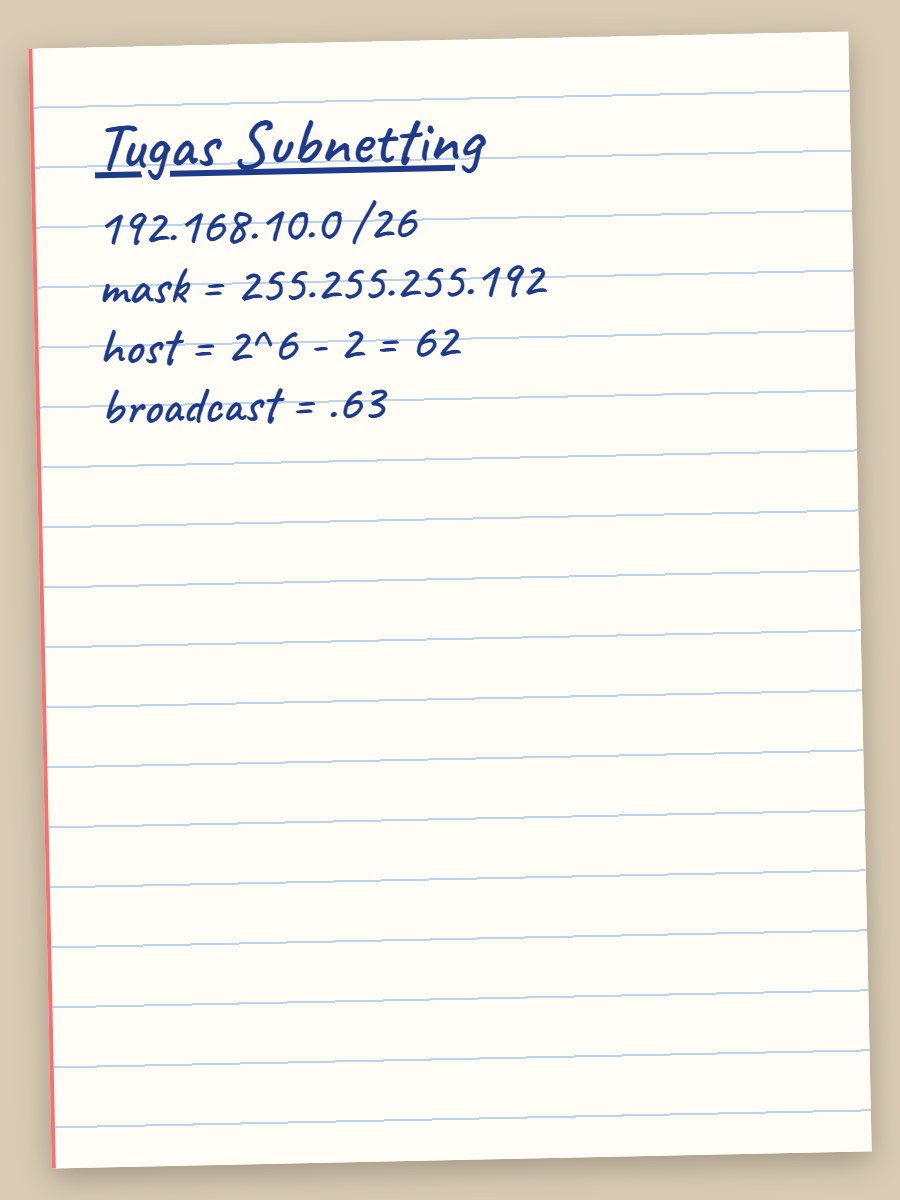 Tugas Subnetting
192.168.10.0 /26
mask = 255.255.255.192
host = 2^6 - 2 = 62
broadcast = .63